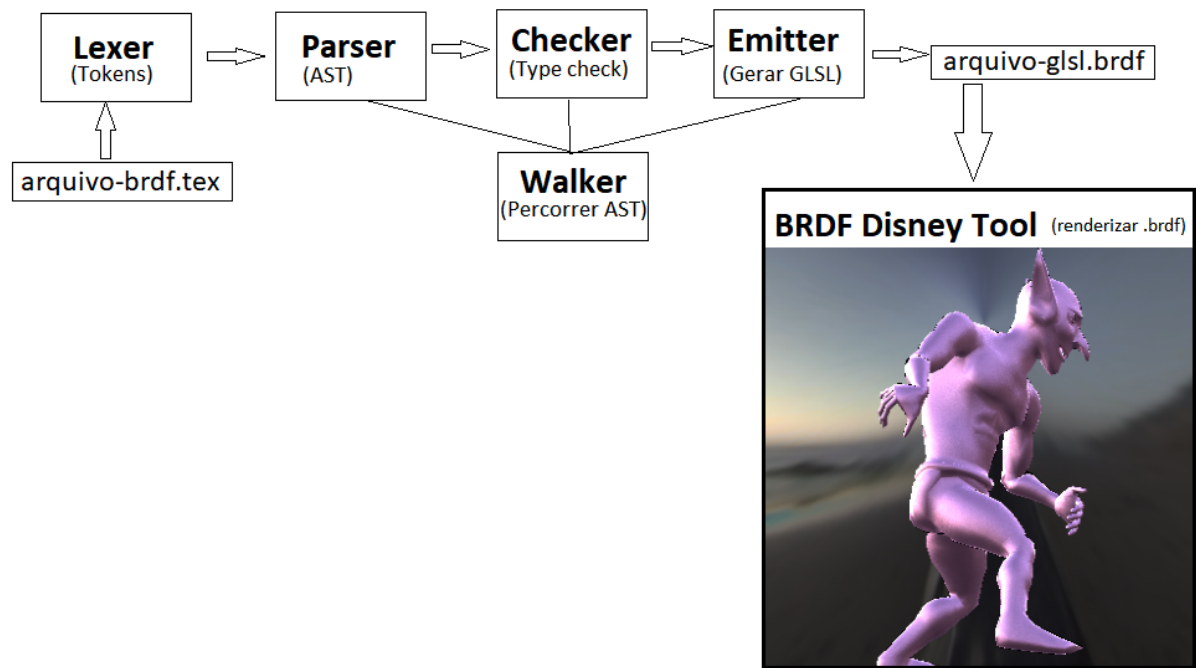 Lexer
(Tokens)
Parser
(AST)
Checker
(Type check)
Emitter
(Gerar GLSL)
arquivo-glsl.brdf
arquivo-brdf.tex
Walker
(Percorrer AST)
BRDF Disney Tool (renderizar .brdf)